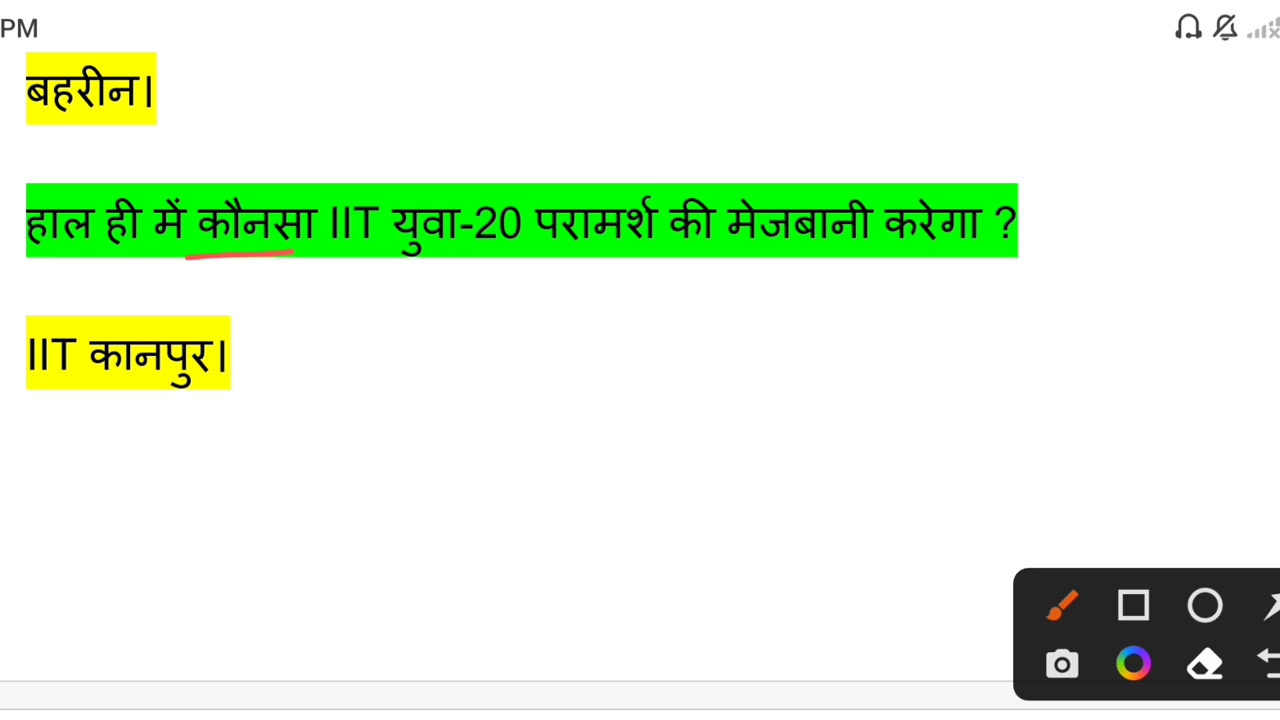 PM
बहरीन।
हाल ही में कौनसा IIT युवा-20 परामर्श की मेजबानी करेगा ?
IIT कानपुर।